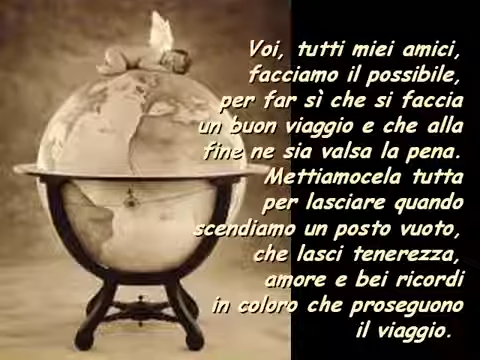 Voi, tutti miei amici,
facciamo il possibile,
per far sì che si faccia
un buon viaggio e che alla
fine ne sia valsa la pena.
Mettiamocela tutta
per lasciare quando
scendiamo un posto vuoto,
che lasci tenerezza,
amore e bei ricordi
in coloro che proseguono
il viaggio.